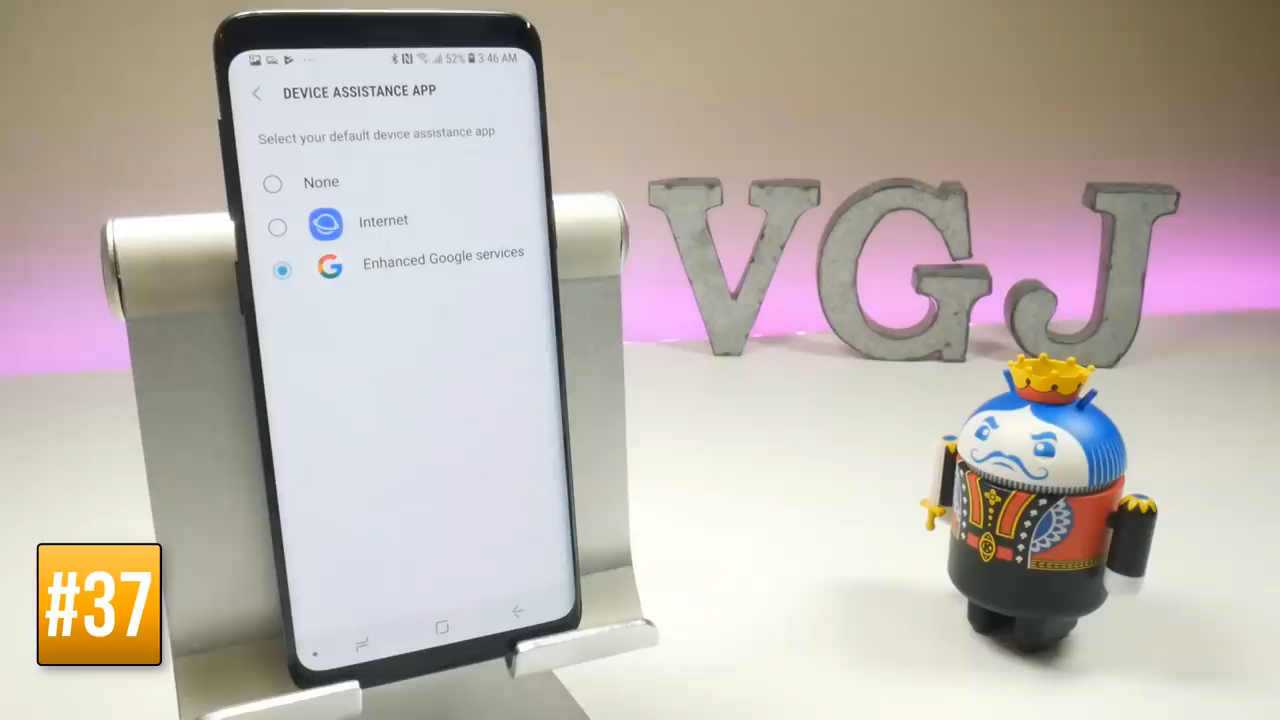 52% 3:46 AM
DEVICE ASSISTANCE APP
Select your default device assistance app
None
Internet
Enhanced Google services
VGJ
#37
K